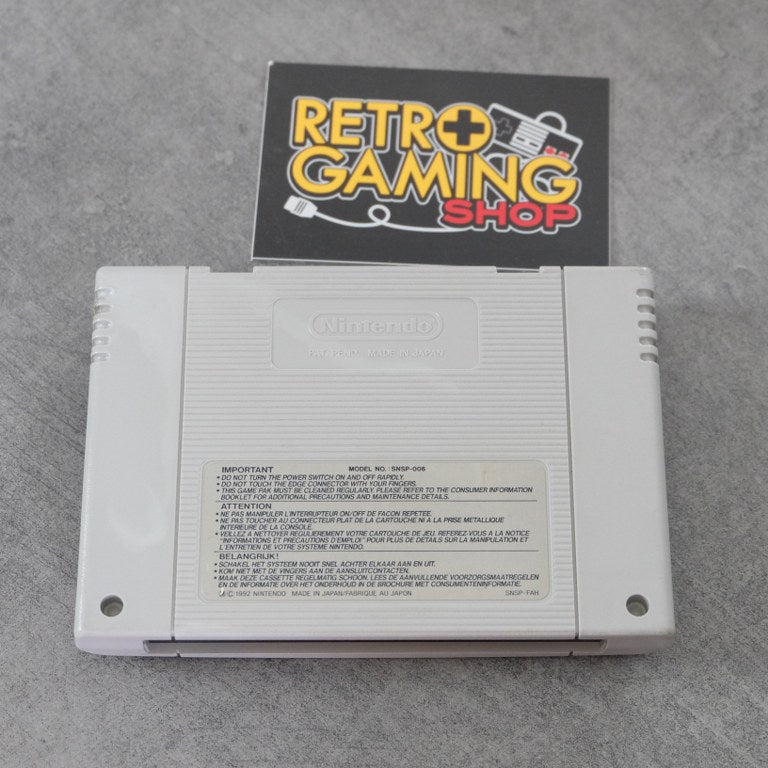 RETRO
GAMING
SHOP
Nintendo
PAT. PEND. MADE IN JAPAN
IMPORTANT MODEL NO.: SNSP-006
• DO NOT TURN THE POWER SWITCH ON AND OFF RAPIDLY.
• DO NOT TOUCH THE EDGE CONNECTOR WITH YOUR FINGERS.
• THIS GAME PAK MUST BE CLEANED REGULARLY. PLEASE REFER TO THE CONSUMER INFORMATION
BOOKLET FOR ADDITIONAL PRECAUTIONS AND MAINTENANCE DETAILS.
ATTENTION
• NE PAS MANIPULER L'INTERRUPTEUR ON/OFF DE FACON REPETEE.
• NE PAS TOUCHER AU CONNECTEUR PLAT DE LA CARTOUCHE NI A LA PRISE METALLIQUE
INTERIEURE DE LA CONSOLE.
• VEILLEZ A NETTOYER REGULIEREMENT VOTRE CARTOUCHE DE JEU. REFEREZ-VOUS A LA NOTICE
"INFORMATIONS ET PRECAUTIONS D'EMPLOI" POUR PLUS DE DETAILS SUR LA MANIPULATION ET
L'ENTRETIEN DE VOTRE SYSTEME NINTENDO.
BELANGRIJK!
• SCHAKEL HET SYSTEEM NOOIT SNEL ACHTER ELKAAR AAN EN UIT.
• KOM NIET MET DE VINGERS AAN DE AANSLUITCONTACTEN.
• MAAK DEZE CASSETTE REGELMATIG SCHOON. LEES DE AANVULLENDE VOORZORGSMAATREGELEN
EN DE INFORMATIE OVER HET ONDERHOUD IN DE BROCHURE MET CONSUMENTENINFORMATIE.
© 1992 NINTENDO MADE IN JAPAN/FABRIQUE AU JAPON SNSP-FAH